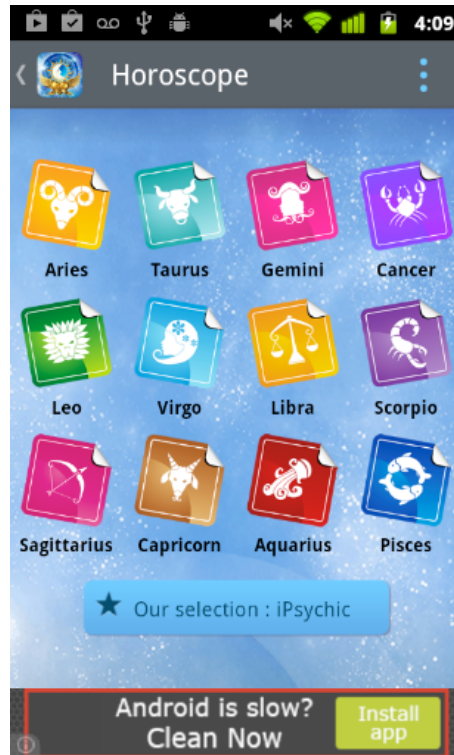 4:09
Horoscope
Aries Taurus Gemini Cancer
Leo Virgo Libra Scorpio
Sagittarius Capricorn Aquarius Pisces
Our selection : iPsychic
Android is slow?
Clean Now
Install
app